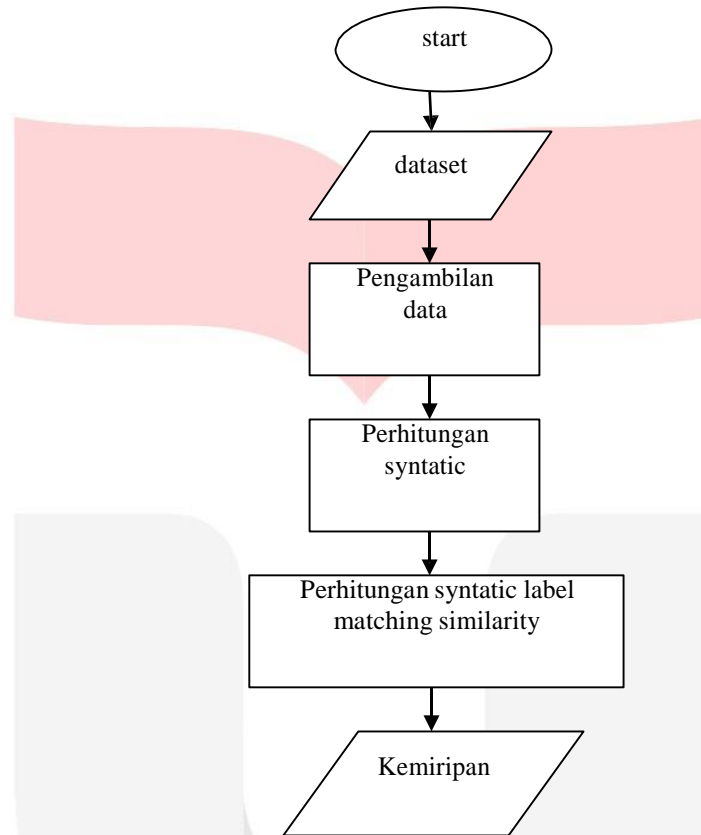 start
dataset
Pengambilan
data
Perhitungan
syntatic
Perhitungan syntatic label
matching similarity
Kemiripan